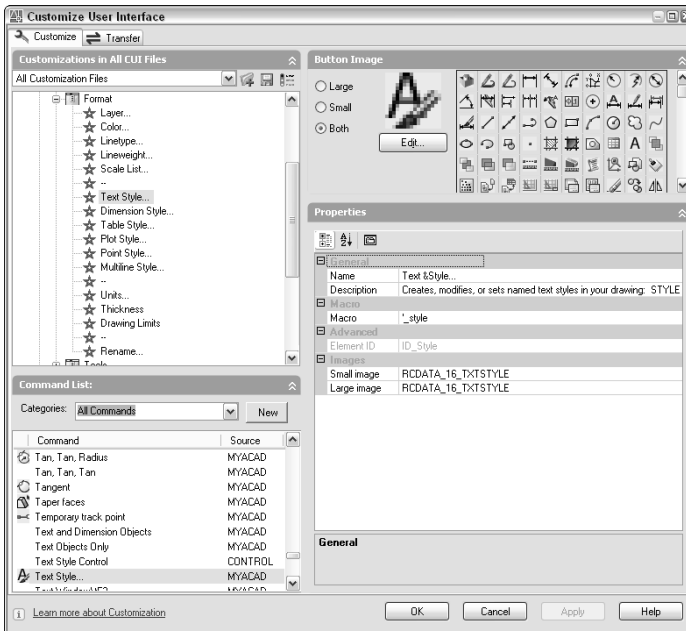 Customize User Interface
Customize
Transfer
Customizations in All CUI Files
All Customization Files
Format
Layer...
Color...
Linetype...
Lineweight...
Scale List...
--
Text Style...
Dimension Style...
Table Style...
Plot Style...
Point Style...
Multiline Style...
--
Units...
Thickness
Drawing Limits
--
Rename...
Tools
Command List:
Categories: All Commands New
Command Source
Tan, Tan, Radius MYACAD
Tan, Tan, Tan MYACAD
Tangent MYACAD
Taper faces MYACAD
Temporary track point MYACAD
Text and Dimension Objects MYACAD
Text Objects Only MYACAD
Text Style Control CONTROL
Text Style... MYACAD
MYACAD
Button Image
Large
Small
Both
Edit...
Properties
General
Name Text &Style...
Description Creates, modifies, or sets named text styles in your drawing: STYLE
Macro
Macro '_style
Advanced
Element ID ID_Style
Images
Small image RCDATA_16_TXTSTYLE
Large image RCDATA_16_TXTSTYLE
General
Learn more about Customization
OK Cancel Apply Help